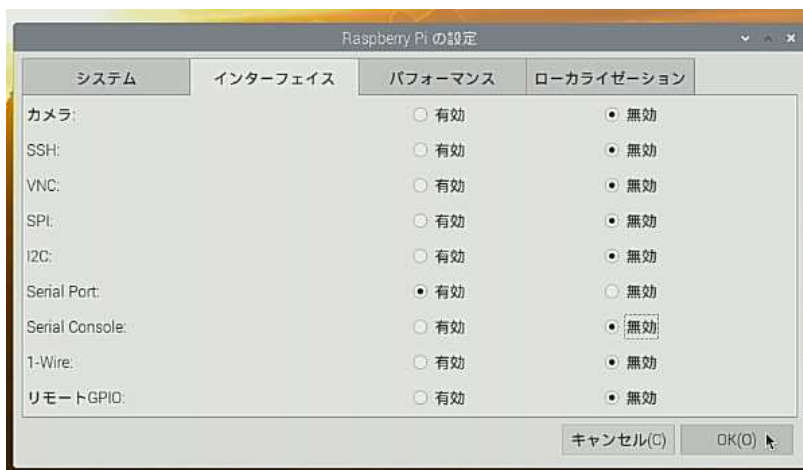 Raspberry Pi の設定
システム インターフェイス パフォーマンス ローカライゼーション
カメラ: 有効 無効
SSH: 有効 無効
VNC: 有効 無効
SPI: 有効 無効
I2C: 有効 無効
Serial Port: 有効 無効
Serial Console: 有効 無効
1-Wire: 有効 無効
リモートGPIO: 有効 無効
キャンセル(C) OK(O)